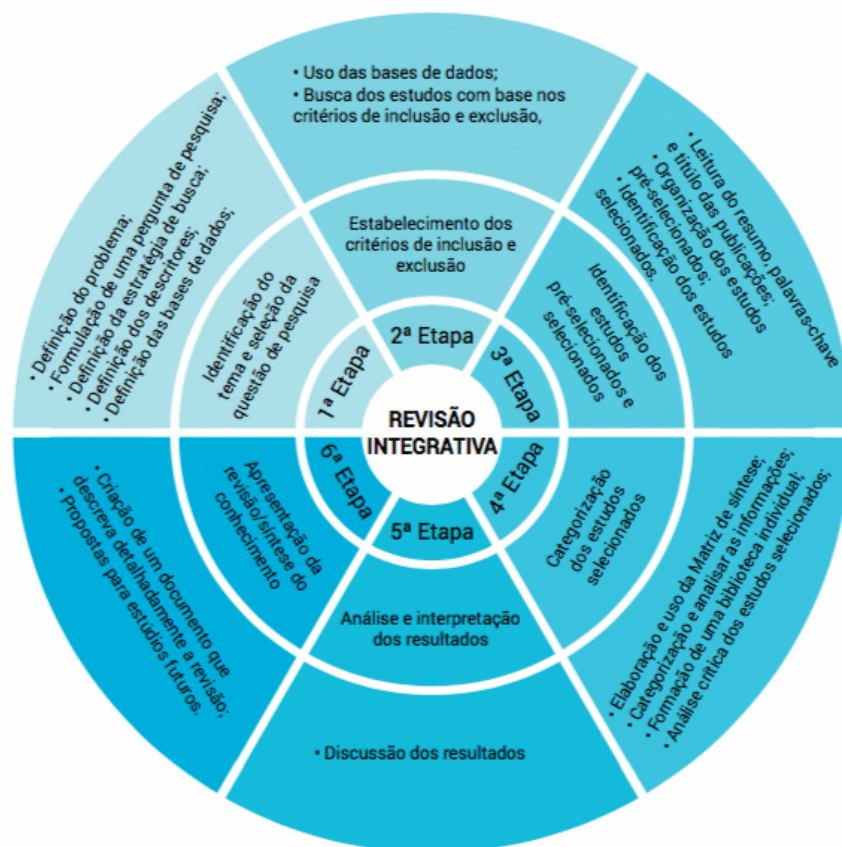 REVISÃO
INTEGRATIVA
1ª Etapa
Identificação do
tema e seleção da
questão de pesquisa
• Definição do problema;
• Formulação de uma pergunta de pesquisa;
• Definição da estratégia de busca;
• Definição dos descritores;
• Definição das bases de dados;
2ª Etapa
Estabelecimento dos
critérios de inclusão e
exclusão
• Uso das bases de dados;
• Busca dos estudos com base nos
critérios de inclusão e exclusão,
3ª Etapa
Identificação dos
estudos
pré-selecionados e
selecionados
• Leitura do resumo, palavras-chave
e titúlo das publicações;
• Organização dos estudos
pré-selecionados;
• Identificação dos estudos
selecionados.
4ª Etapa
Categorização
dos estudos
selecionados
• Elaboração e uso da Matriz de síntese;
• Categorização e analisar as informações;
• Formação de uma biblioteca individual;
• Análise crítica dos estudos selecionados;
5ª Etapa
Análise e interpretação
dos resultados
• Discussão dos resultados
6ª Etapa
Apresentação da
revisão/síntese do
conhecimento
• Criação de um documento que
descreva detalhadamente a revisão;
• Propostas para estúdios futuros.